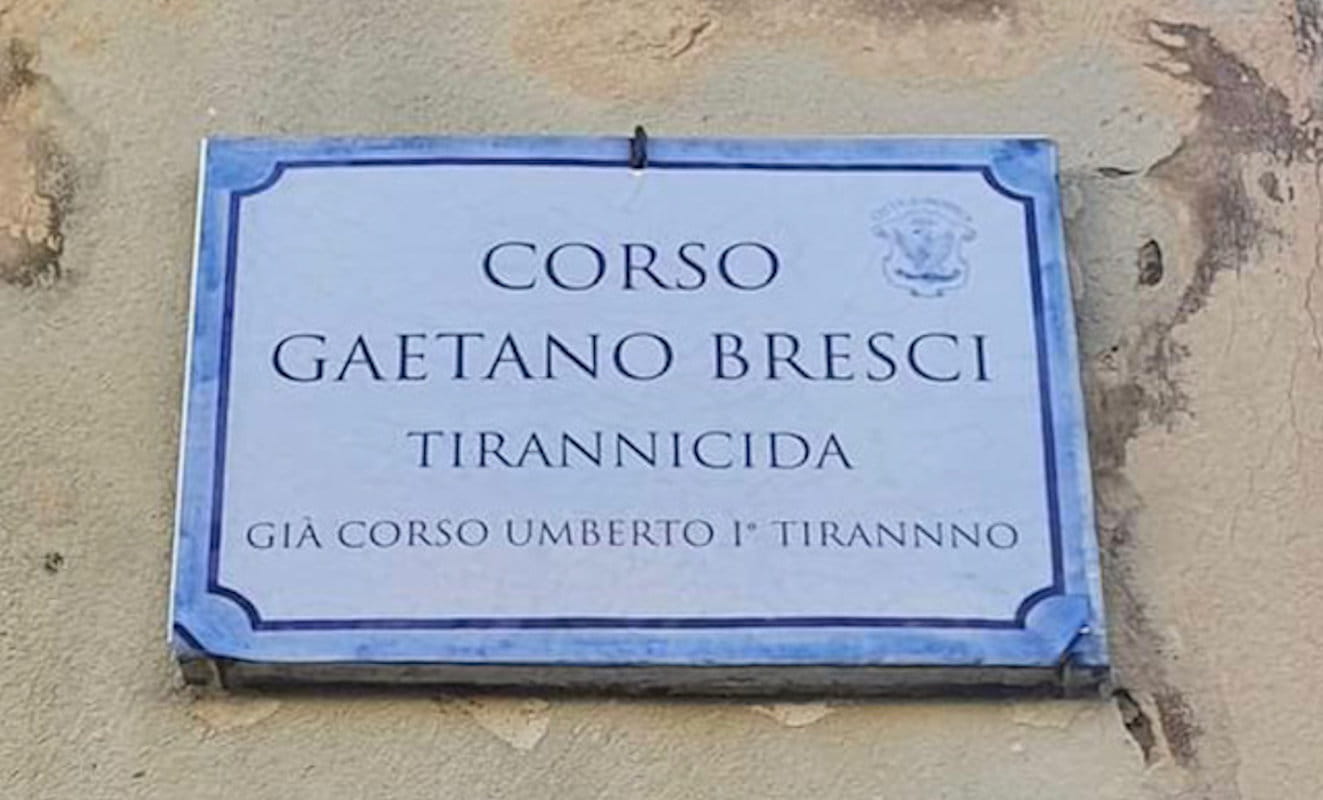 CORSO
GAETANO BRESCI
TIRANNICIDA
GIÀ CORSO UMBERTO I° TIRANNNO